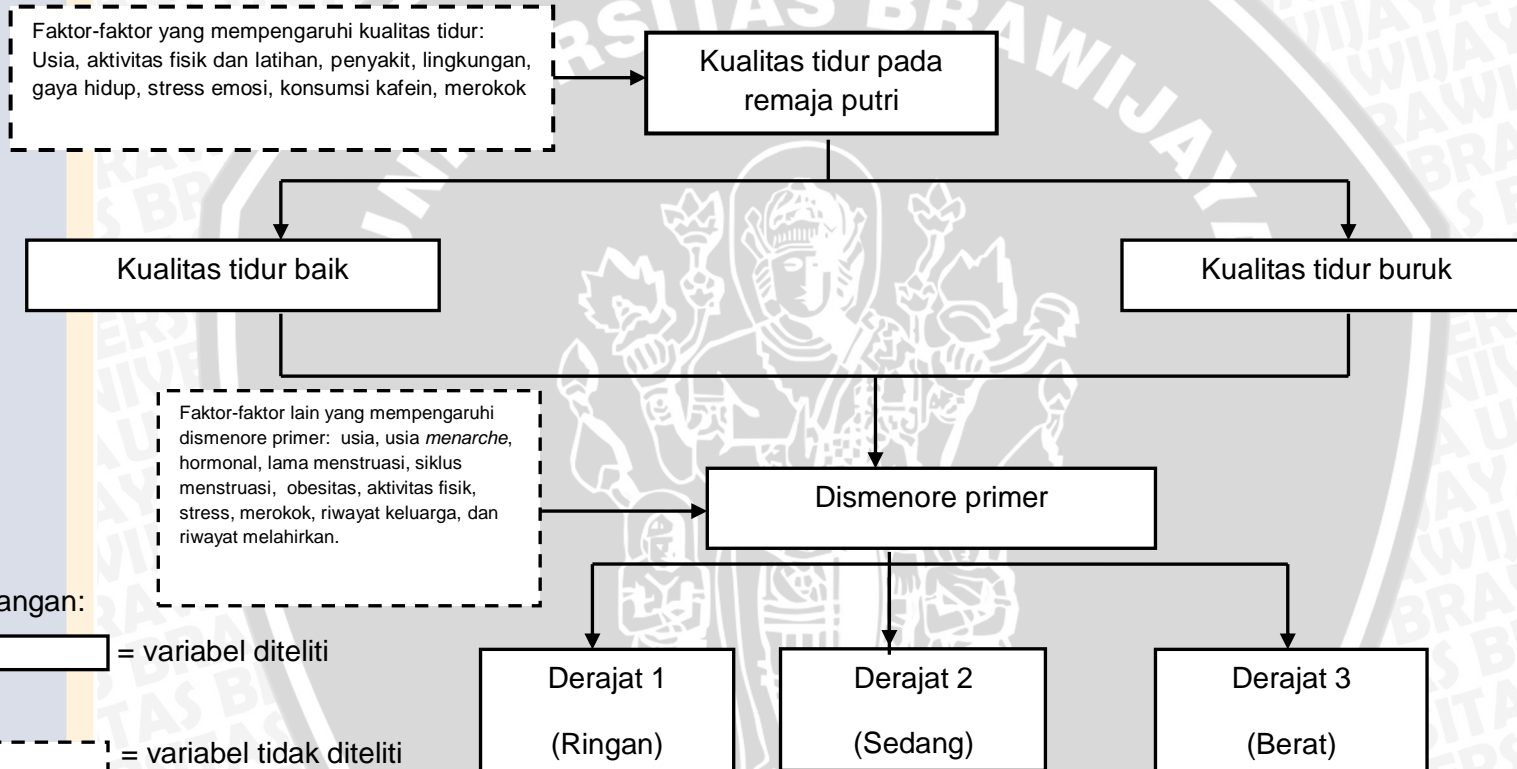 Faktor-faktor yang mempengaruhi kualitas tidur:
Usia, aktivitas fisik dan latihan, penyakit, lingkungan,
gaya hidup, stress emosi, konsumsi kafein, merokok
Kualitas tidur pada
remaja putri
Kualitas tidur baik
Kualitas tidur buruk
Faktor-faktor lain yang mempengaruhi
dismenore primer: usia, usia menarche,
hormonal, lama menstruasi, siklus
menstruasi, obesitas, aktivitas fisik,
stress, merokok, riwayat keluarga, dan
riwayat melahirkan.
Dismenore primer
angan:
= variabel diteliti
= variabel tidak diteliti
Derajat 1
(Ringan)
Derajat 2
(Sedang)
Derajat 3
(Berat)